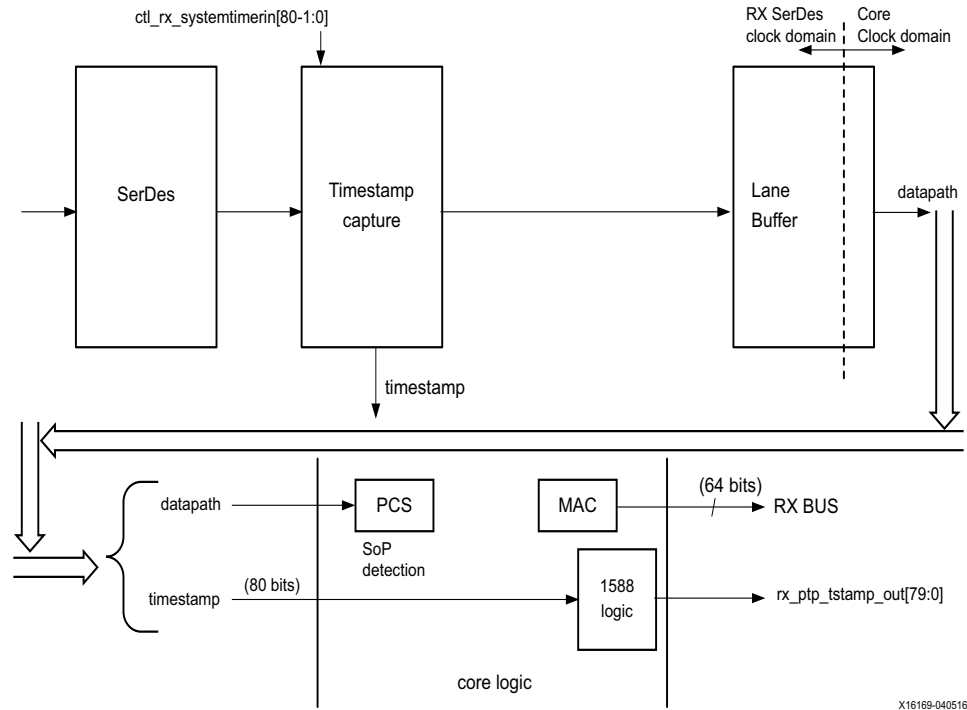 ctl_rx_systemtimerin[80-1:0]
RX SerDes
clock domain
Core
Clock domain
SerDes
Timestamp
capture
Lane
Buffer
datapath
timestamp
datapath
PCS
SoP
detection
MAC
(64 bits)
RX BUS
timestamp
(80 bits)
1588
logic
rx_ptp_tstamp_out[79:0]
core logic
X16169-040516